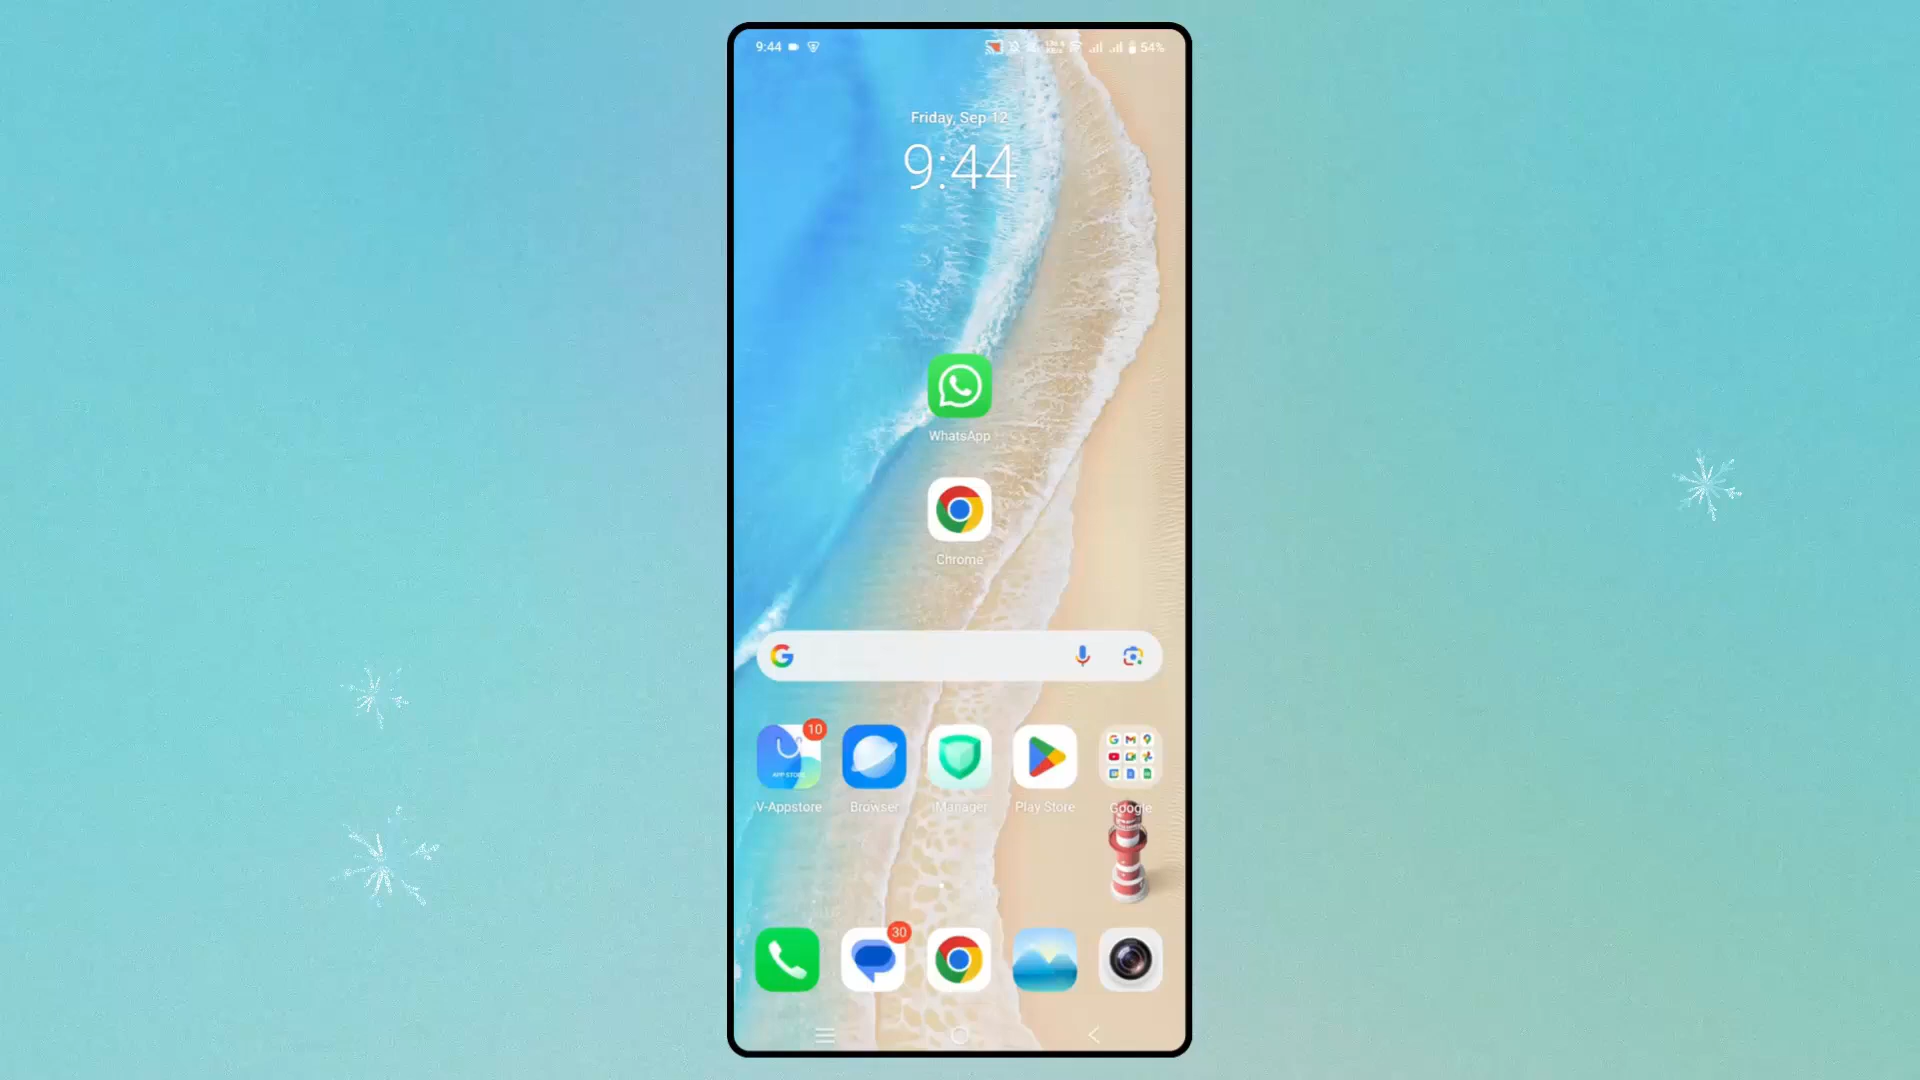 9:44
54%
Friday, Sep 12
9:44
WhatsApp
Chrome
10
APP STORE
V-Appstore
Browser
iManager
Play Store
Google
30